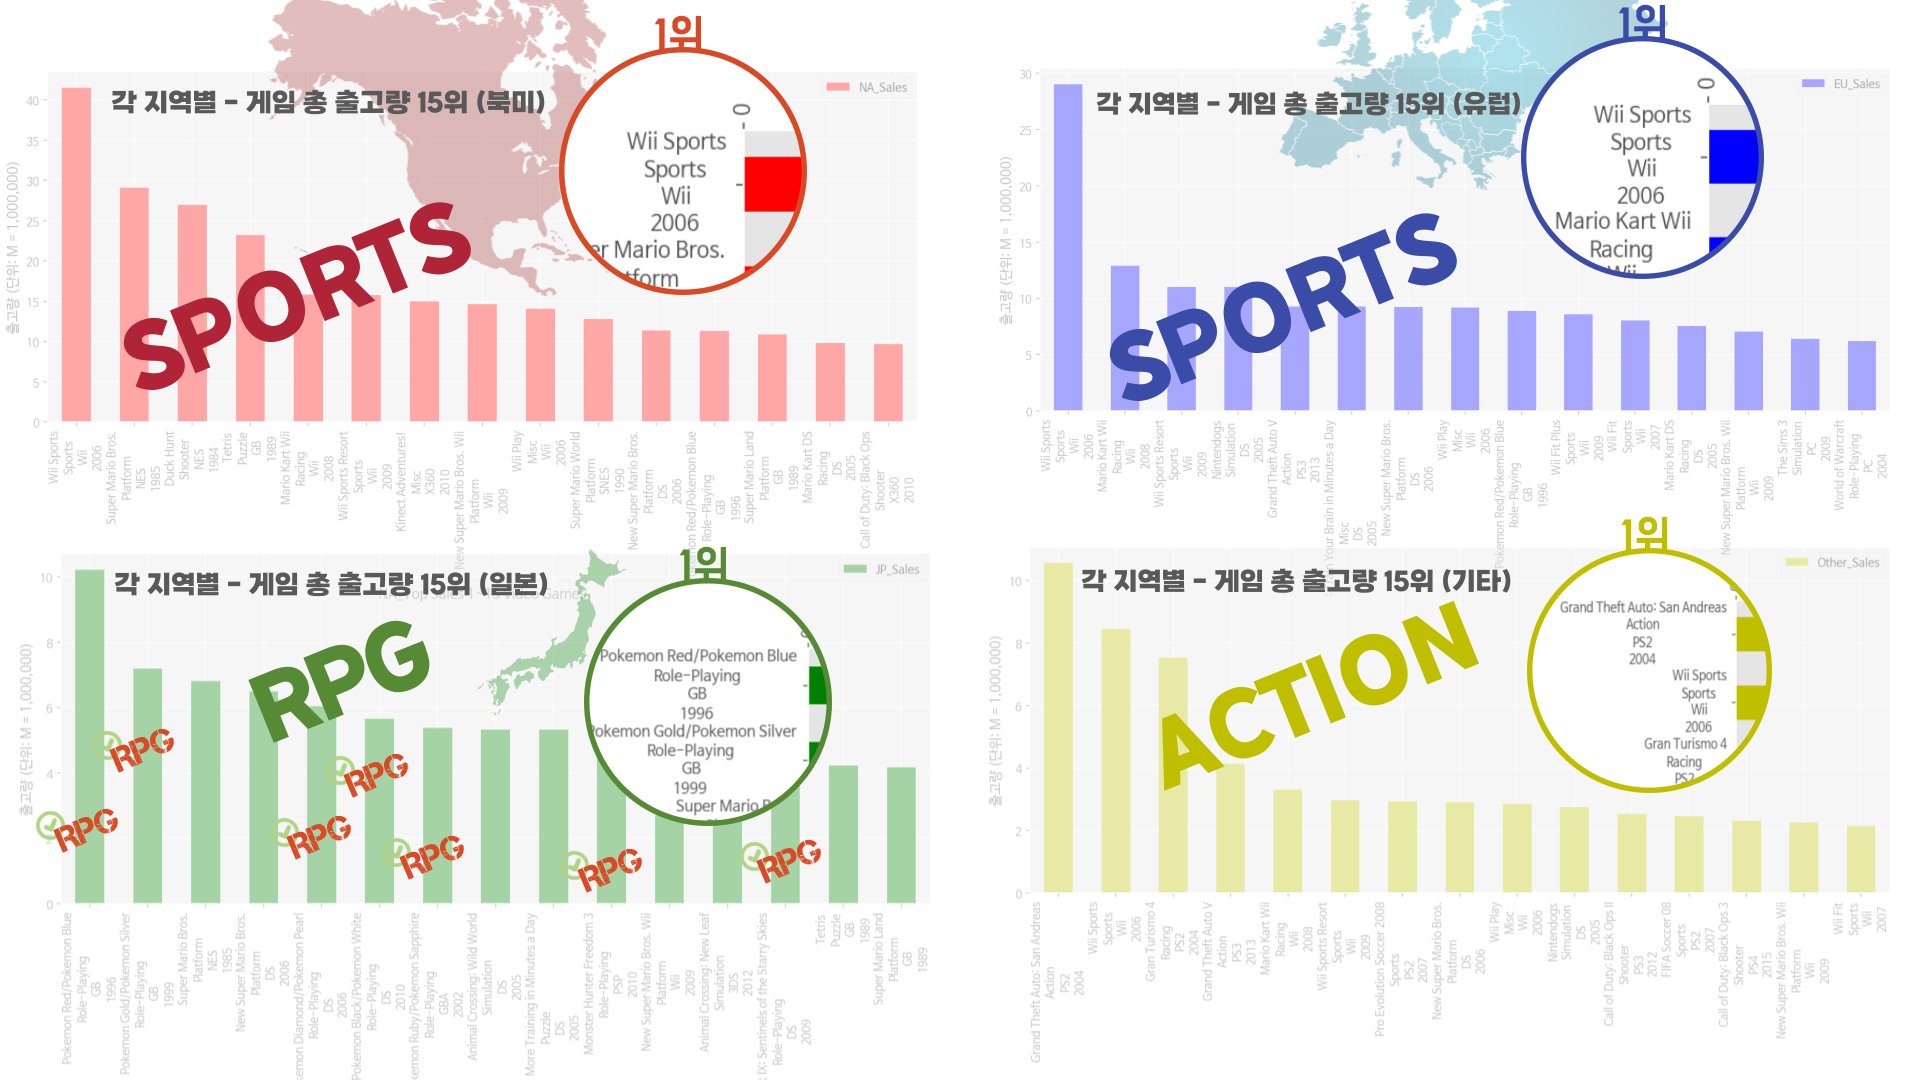 1위
NA_Sales
각 지역별 - 게임 총 출고량 15위 (북미)
출고량 (단위: M = 1,000,000)
40
35
30
25
20
15
10
5
0
SPORTS
0
Wii Sports
Sports
Wii
2006
er Mario Bros.
tform
Wii Sports
Sports
Wii
2006
Super Mario Bros.
Platform
NES
1985
Duck Hunt
Shooter
NES
1984
Tetris
Puzzle
GB
1989
Mario Kart Wii
Racing
Wii
2008
Wii Sports Resort
Sports
Wii
2009
Kinect Adventures!
Misc
X360
2010
New Super Mario Bros. Wii
Platform
Wii
2009
Wii Play
Misc
Wii
2006
Super Mario World
Platform
SNES
1990
New Super Mario Bros.
Platform
DS
2006
Pokemon Red/Pokemon Blue
Role-Playing
GB
1996
Super Mario Land
Platform
GB
1989
Mario Kart DS
Racing
DS
2005
Call of Duty: Black Ops
Shooter
X360
2010
1위
EU_Sales
각 지역별 - 게임 총 출고량 15위 (유럽)
출고량 (단위: M = 1,000,000)
30
25
20
15
10
5
0
SPORTS
0
Wii Sports
Sports
Wii
2006
Mario Kart Wii
Racing
Wii
Wii Sports
Sports
Wii
2006
Mario Kart Wii
Racing
Wii
2008
Wii Sports Resort
Sports
Wii
2009
Nintendogs
Simulation
DS
2005
Grand Theft Auto V
Action
PS3
2013
Your Brain in Minutes a Day
Misc
DS
2005
New Super Mario Bros.
Platform
DS
2006
Wii Play
Misc
Wii
2006
Pokemon Red/Pokemon Blue
Role-Playing
GB
1996
Wii Fit Plus
Sports
Wii
2009
Wii Fit
Sports
Wii
2007
Mario Kart DS
Racing
DS
2005
New Super Mario Bros. Wii
Platform
Wii
2009
The Sims 3
Simulation
PC
2009
World of Warcraft
Role-Playing
PC
2004
1위
JP_Sales
각 지역별 - 게임 총 출고량 15위 (일본)
출고량 (단위: M = 1,000,000)
10
8
6
4
0
RPG
RPG
RPG
RPG
RPG
RPG
RPG
RPG
Pokemon Red/Pokemon Blue
Role-Playing
GB
1996
Pokemon Gold/Pokemon Silver
Role-Playing
GB
1999
Super Mario
Pokemon Red/Pokemon Blue
Role-Playing
GB
1996
Pokemon Gold/Pokemon Silver
Role-Playing
GB
1999
Super Mario Bros.
Platform
NES
1985
New Super Mario Bros.
Platform
DS
2006
emon Diamond/Pokemon Pearl
Role-Playing
DS
2006
Pokemon Black/Pokemon White
Role-Playing
DS
2010
kemon Ruby/Pokemon Sapphire
Role-Playing
GBA
2002
Animal Crossing: Wild World
Simulation
DS
2005
More Training in Minutes a Day
Puzzle
DS
2005
Monster Hunter Freedom 3
Role-Playing
PSP
2010
New Super Mario Bros. Wii
Platform
Wii
2009
Animal Crossing: New Leaf
Simulation
3DS
2012
IX: Sentinels of the Starry Skies
Role-Playing
DS
2009
Tetris
Puzzle
GB
1989
Super Mario Land
Platform
GB
1989
1위
Other_Sales
각 지역별 - 게임 총 출고량 15위 (기타)
출고량 (단위: M = 1,000,000)
10
8
6
4
2
0
ACTION
Grand Theft Auto: San Andreas
Action
PS2
2004
Wii Sports
Sports
Wii
2006
Gran Turismo 4
Racing
PS2
Grand Theft Auto: San Andreas
Action
PS2
2004
Wii Sports
Sports
Wii
2006
Gran Turismo 4
Racing
PS2
2004
Grand Theft Auto V
Action
PS3
2013
Mario Kart Wii
Racing
Wii
2008
Wii Sports Resort
Sports
Wii
2009
Pro Evolution Soccer 2008
Sports
PS2
2007
New Super Mario Bros.
Platform
DS
2006
Wii Play
Misc
Wii
2006
Nintendogs
Simulation
DS
2005
Call of Duty: Black Ops II
Shooter
PS3
2012
FIFA Soccer 08
Sports
PS2
2007
Call of Duty: Black Ops 3
Shooter
PS4
2015
New Super Mario Bros. Wii
Platform
Wii
2009
Wii Fit
Sports
Wii
2007